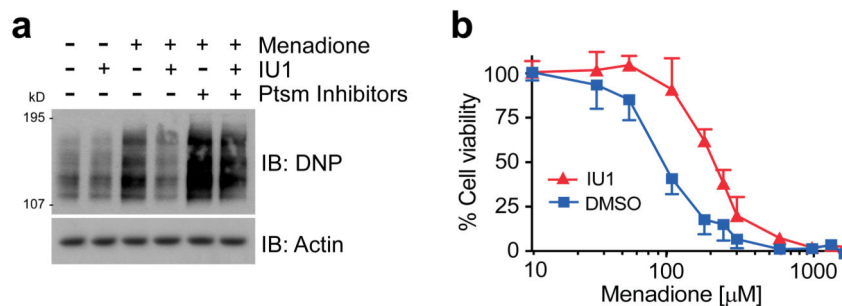 a
- - + + + + Menadione
- + - + - + IU1
- - - - + + Ptsm Inhibitors
kD
195
IB: DNP
107
IB: Actin
b
100
75
50
25
0
% Cell viability
IU1
DMSO
10 100 1000
Menadione [µM]